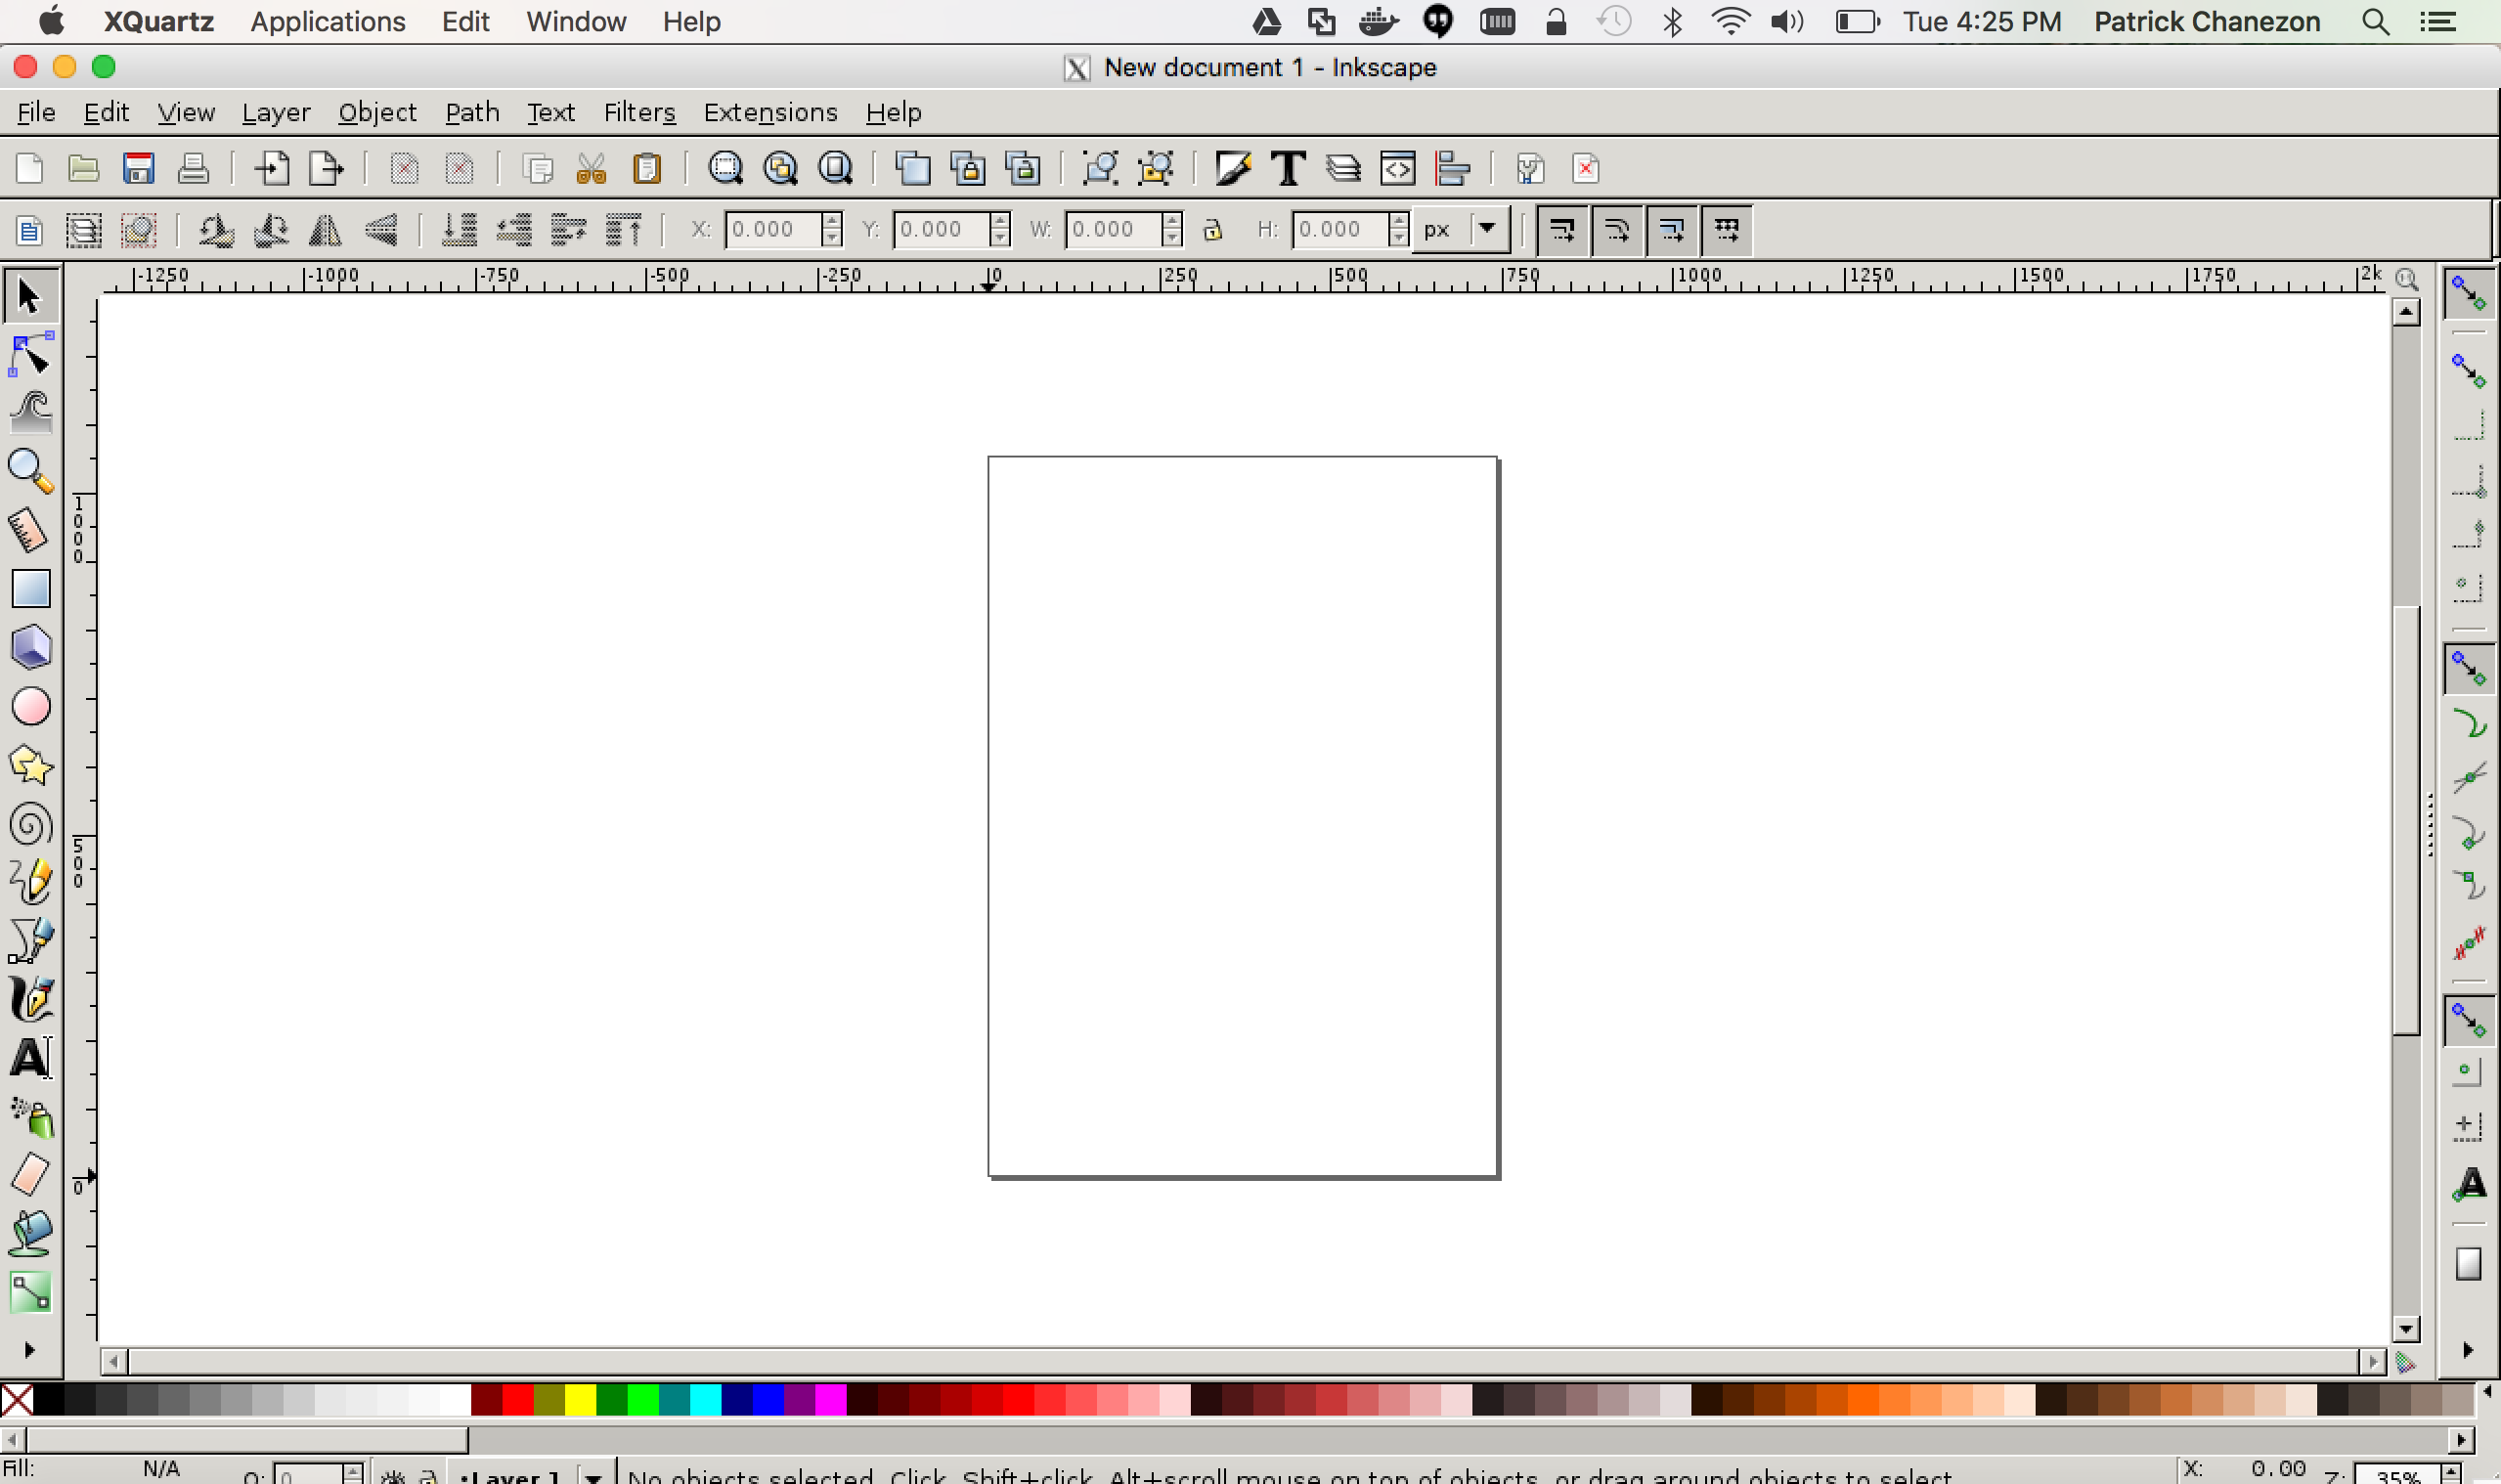 XQuartz Applications Edit Window Help Tue 4:25 PM Patrick Chanezon
New document 1 - Inkscape
File Edit View Layer Object Path Text Filters Extensions Help
X: 0.000 Y: 0.000 W: 0.000 H: 0.000 px
-1250 -1000 -750 -500 -250 0 250 500 750 1000 1250 1500 1750 2k
1000
500
0
Fill: N/A O: 0 Layer 1 No objects selected. Click, Shift+click, Alt+scroll mouse on top of objects, or drag around objects to select. X: 0.00 Z: 35%